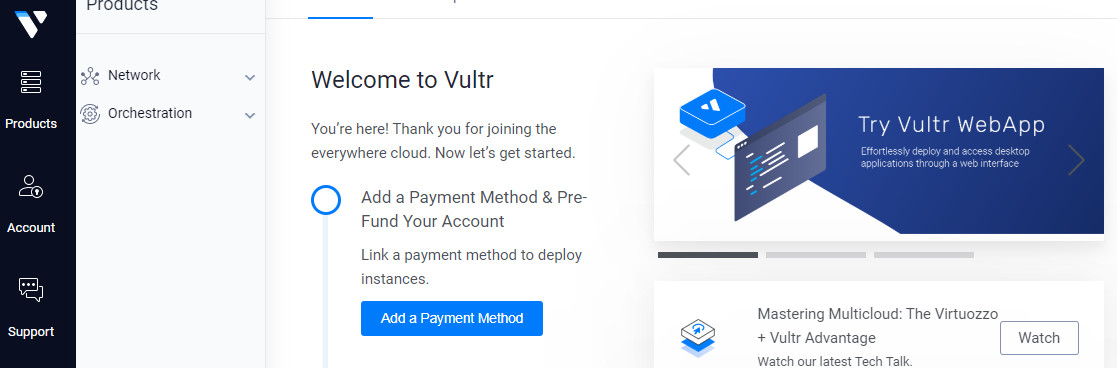 Products
Products
Account
Support
Network
Orchestration
Welcome to Vultr
You're here! Thank you for joining the
everywhere cloud. Now let's get started.
Add a Payment Method & Pre-
Fund Your Account
Link a payment method to deploy
instances.
Add a Payment Method
Try Vultr WebApp
Effortlessly deploy and access desktop
applications through a web interface
Mastering Multicloud: The Virtuozzo
+ Vultr Advantage
Watch our latest Tech Talk.
Watch